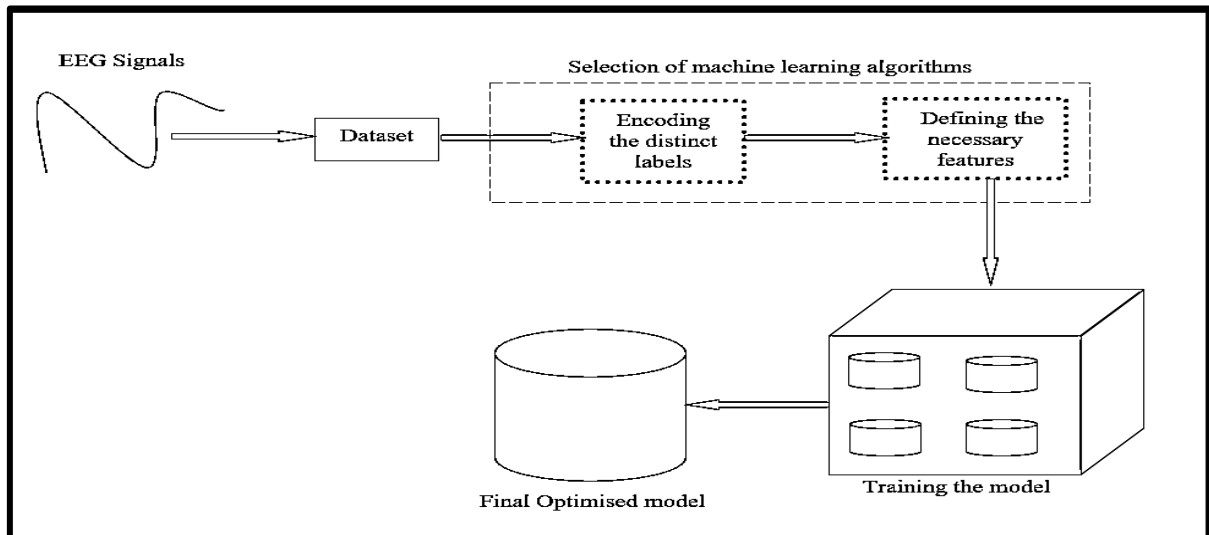 EEG Signals
Selection of machine learning algorithms
Dataset
Encoding
the distinct
labels
Defining the
necessary
features
Final Optimised model
Training the model